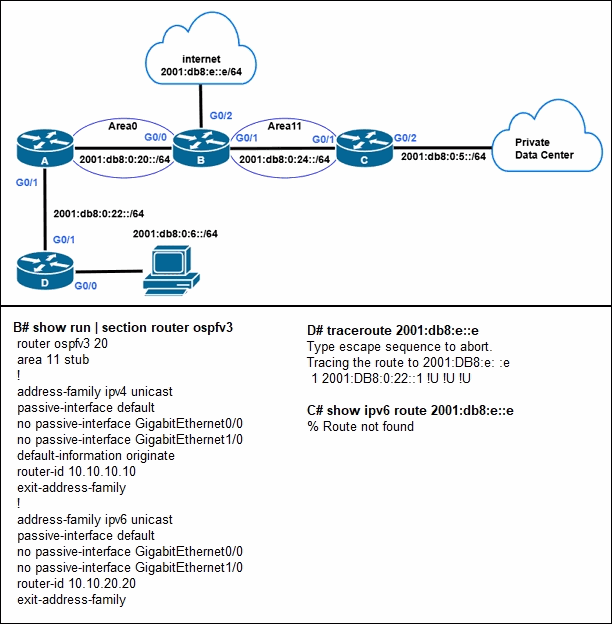 internet
2001:db8:e::e/64
G0/2
Area0
Area11
G0/0
G0/1
G0/1
G0/2
A
B
C
2001:db8:0:20::/64
2001:db8:0:24::/64
2001:db8:0:5::/64
Private
Data Center
G0/1
2001:db8:0:22::/64
2001:db8:0:6::/64
G0/1
D
G0/0
B# show run | section router ospfv3
router ospfv3 20
area 11 stub
!
address-family ipv4 unicast
passive-interface default
no passive-interface GigabitEthernet0/0
no passive-interface GigabitEthernet1/0
default-information originate
router-id 10.10.10.10
exit-address-family
!
address-family ipv6 unicast
passive-interface default
no passive-interface GigabitEthernet0/0
no passive-interface GigabitEthernet1/0
router-id 10.10.20.20
exit-address-family
D# traceroute 2001:db8:e::e
Type escape sequence to abort.
Tracing the route to 2001:DB8:e: :e
1 2001:DB8:0:22::1 !U !U !U
C# show ipv6 route 2001:db8:e::e
% Route not found